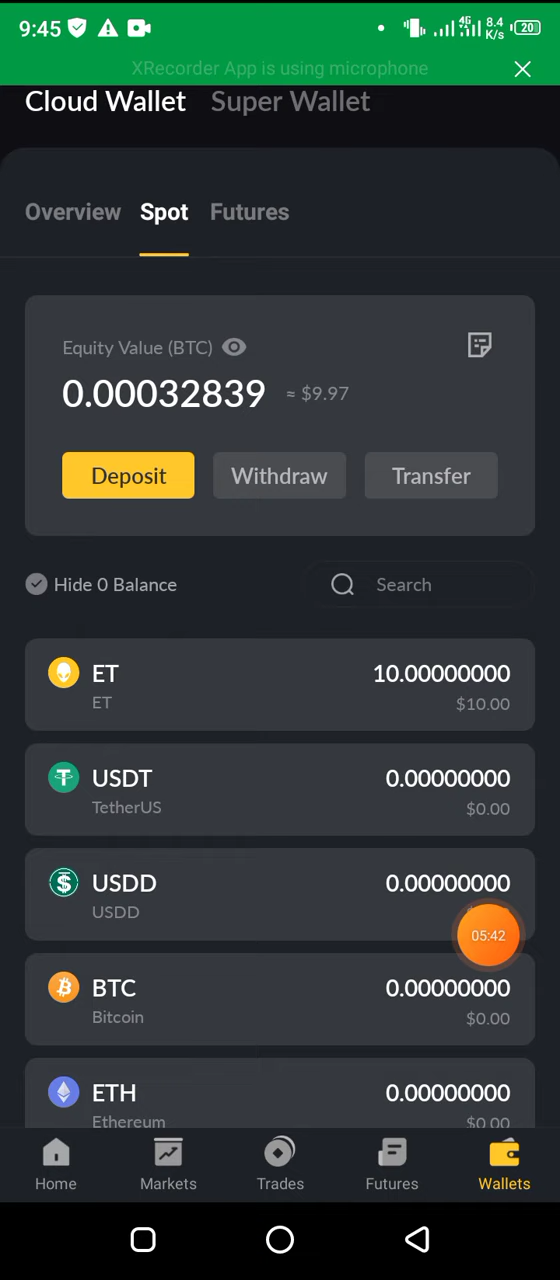 9:45
4G
8.4
K/s
20
XRecorder App is using microphone
Cloud Wallet Super Wallet
Overview Spot Futures
Equity Value (BTC)
0.00032839 ≈ $9.97
Deposit Withdraw Transfer
Hide 0 Balance Search
ET 10.00000000
ET $10.00
USDT 0.00000000
TetherUS $0.00
USDD 0.00000000
USDD
05:42
BTC 0.00000000
Bitcoin $0.00
ETH 0.00000000
Ethereum $0.00
Home Markets Trades Futures Wallets